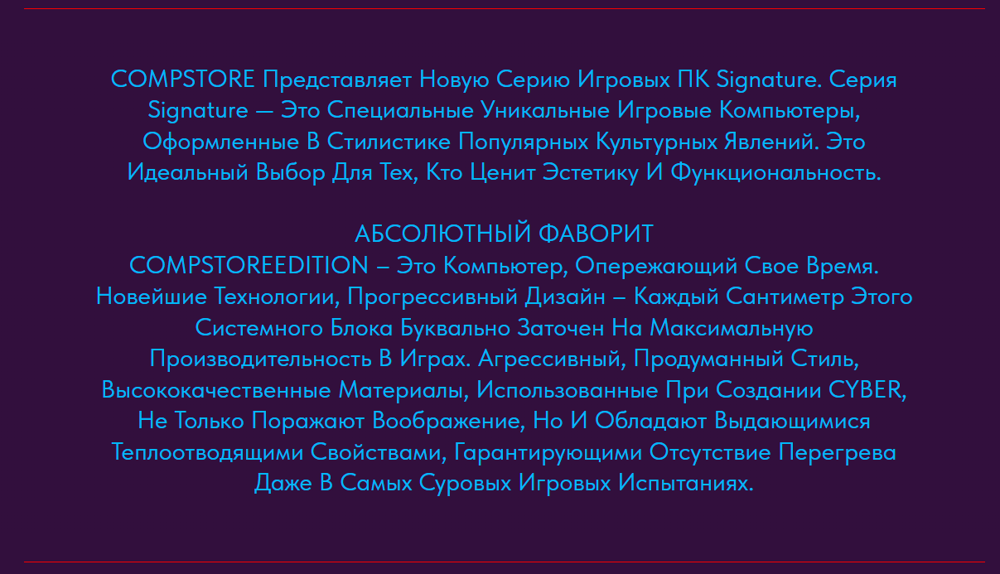 COMPSTORE Представляет Новую Серию Игровых ПК Signature. Серия
Signature — Это Специальные Уникальные Игровые Компьютеры,
Оформленные В Стилистике Популярных Культурных Явлений. Это
Идеальный Выбор Для Тех, Кто Ценит Эстетику И Функциональность.
АБСОЛЮТНЫЙ ФАВОРИТ
COMPSTOREEDITION – Это Компьютер, Опережающий Свое Время.
Новейшие Технологии, Прогрессивный Дизайн – Каждый Сантиметр Этого
Системного Блока Буквально Заточен На Максимальную
Производительность В Играх. Агрессивный, Продуманный Стиль,
Высококачественные Материалы, Использованные При Создании CYBER,
Не Только Поражают Воображение, Но И Обладают Выдающимися
Теплоотводящими Свойствами, Гарантирующими Отсутствие Перегрева
Даже В Самых Суровых Игровых Испытаниях.